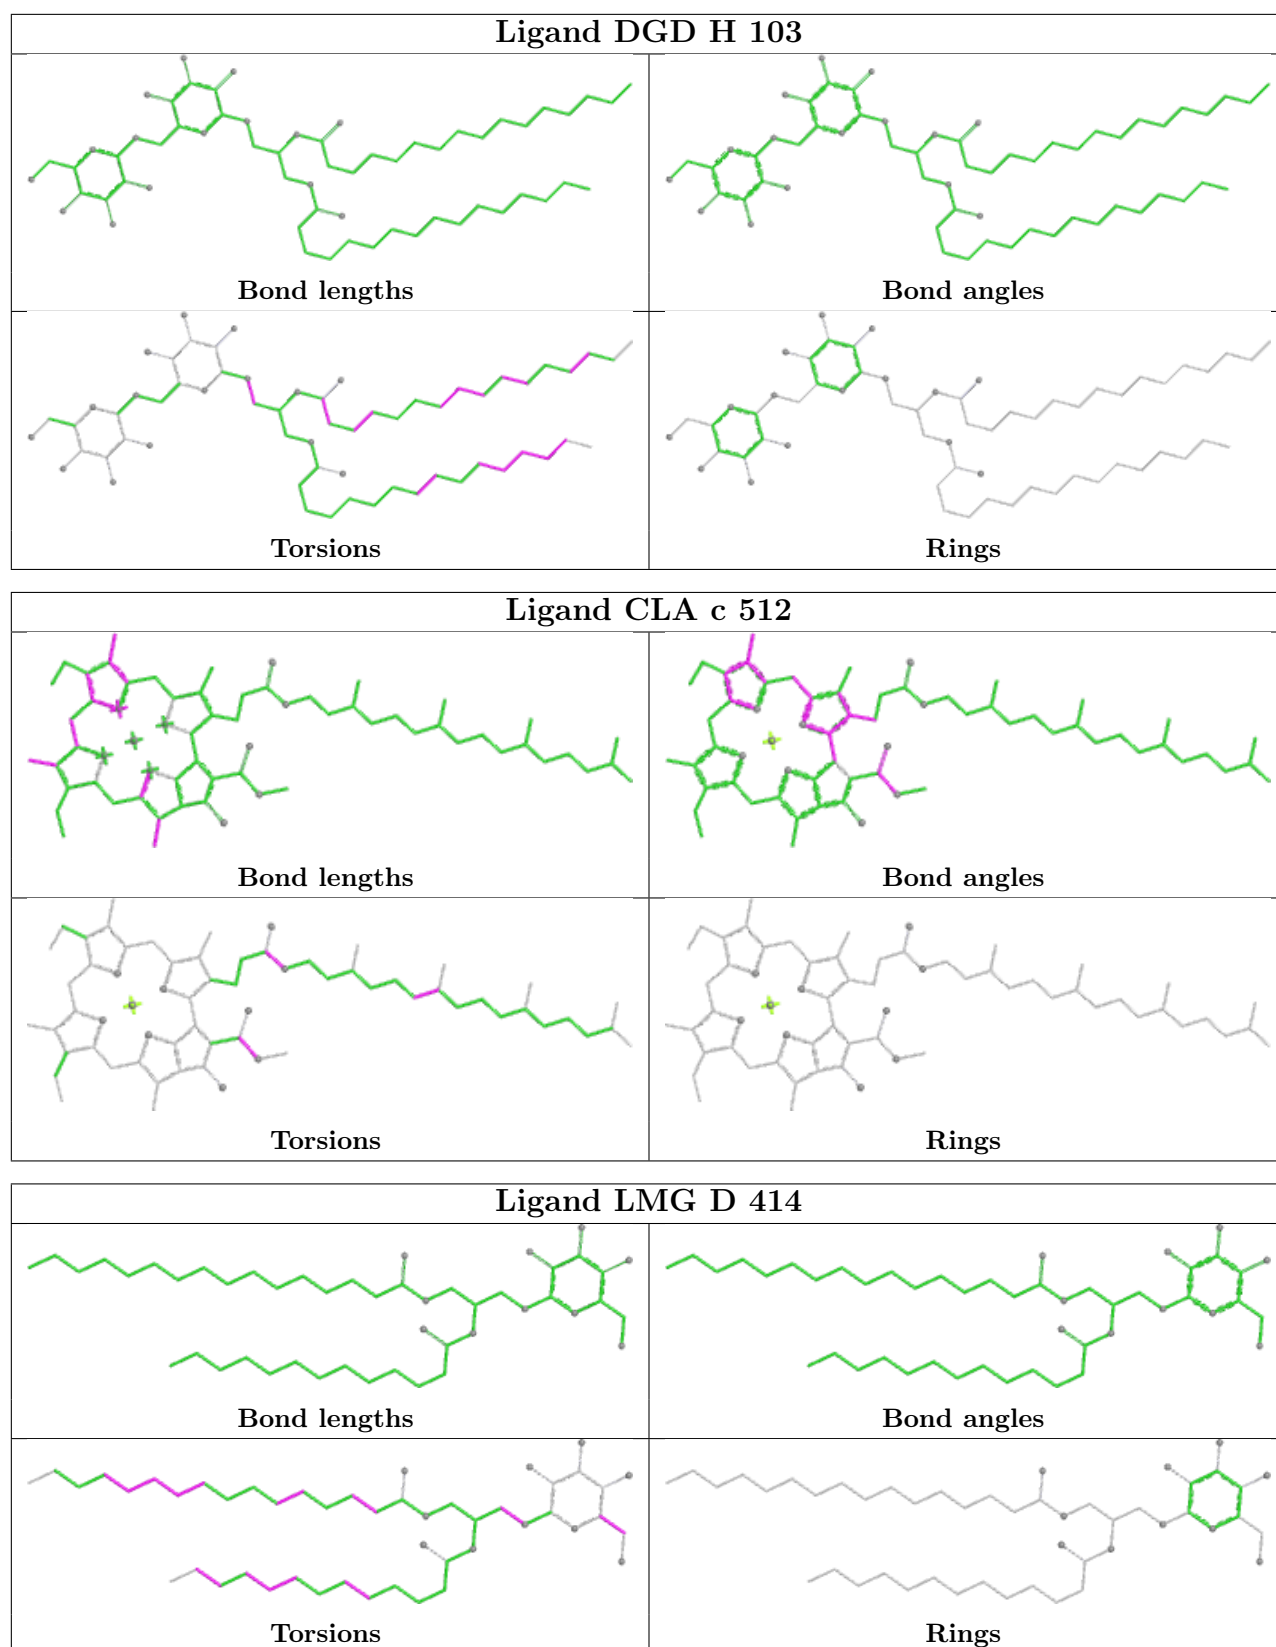 Ligand DGD H 103
Bond lengths
Bond angles
Torsions
Rings
Ligand CLA c 512
Bond lengths
Bond angles
Torsions
Rings
Ligand LMG D 414
Bond lengths
Bond angles
Torsions
Rings